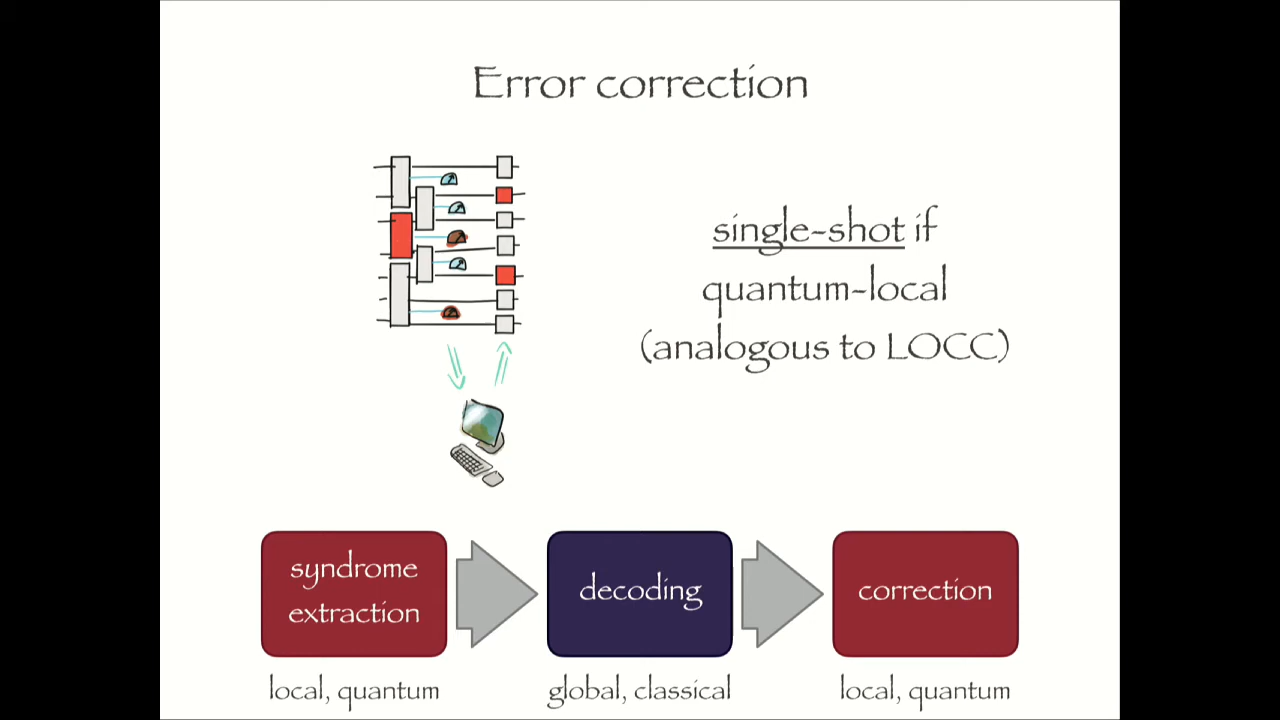 Error correction
single-shot if
quantum-local
(analogous to LOCC)
syndrome
extraction
decoding
correction
local, quantum
global, classical
local, quantum